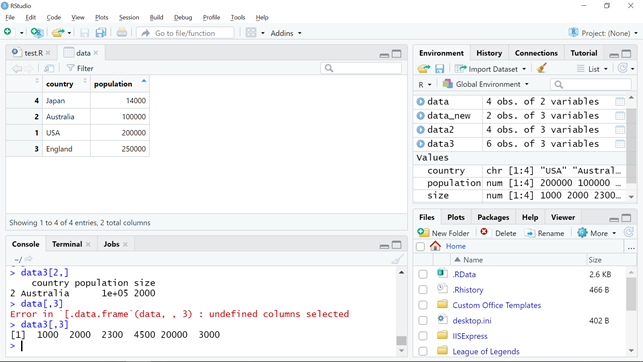 RStudio
File Edit Code View Plots Session Build Debug Profile Tools Help
Go to file/function
Addins
Project: (None)
test.R
data
Filter
country population
4 Japan 14000
2 Australia 100000
1 USA 200000
3 England 250000
Showing 1 to 4 of 4 entries, 2 total columns
Console Terminal Jobs
~/
> data3[2,]
country population size
2 Australia 1e+05 2000
> data[,3]
Error in `[.data.frame`(data, , 3) : undefined columns selected
> data3[,3]
[1] 1000 2000 2300 4500 20000 3000
>
Environment History Connections Tutorial
Import Dataset
List
R Global Environment
data 4 obs. of 2 variables
data_new 2 obs. of 3 variables
data2 4 obs. of 3 variables
data3 6 obs. of 3 variables
Values
country chr [1:4] "USA" "Austral…
population num [1:4] 200000 100000 …
size num [1:4] 1000 2000 2300…
Files Plots Packages Help Viewer
New Folder Delete Rename More
Home
...
Name Size
.RData 2.6 KB
.Rhistory 466 B
Custom Office Templates
desktop.ini 402 B
IISExpress
League of Legends